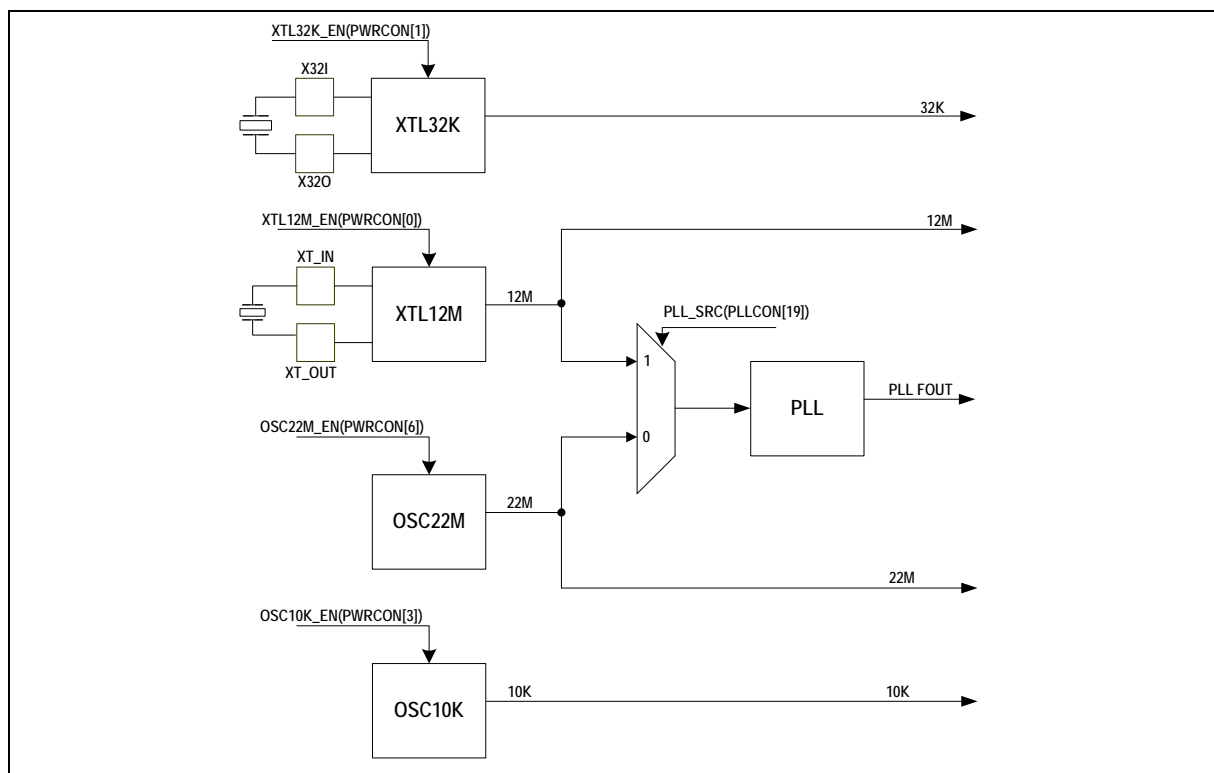 XTL32K_EN(PWRCON[1])
X32I
XTL32K
32K
X32O
XTL12M_EN(PWRCON[0])
12M
XT_IN
XTL12M
12M
PLL_SRC(PLLCON[19])
XT_OUT
1
PLL
PLL FOUT
OSC22M_EN(PWRCON[6])
0
OSC22M
22M
22M
OSC10K_EN(PWRCON[3])
OSC10K
10K
10K